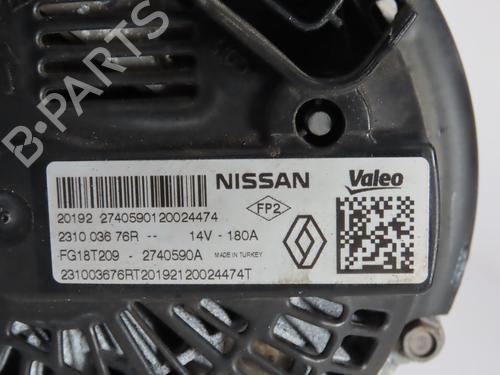 B-PARTS
NISSAN
Valeo
20192 2740590120024474
FP2
2310 036 76R -- 14V - 180A
FG18T209 - 2740590A MADE IN TURKEY
231003676RT20192120024474T